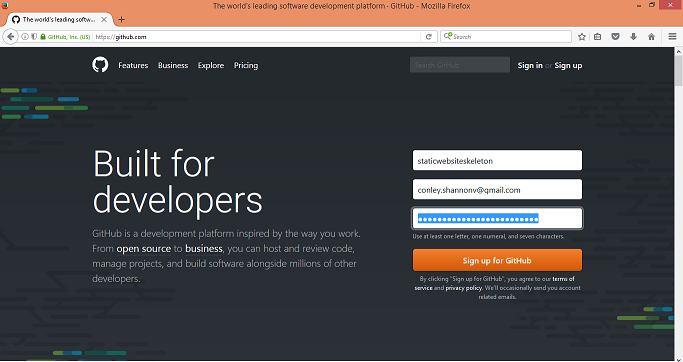 The world's leading software development platform · GitHub - Mozilla Firefox
The world's leading softw...
GitHub, Inc. (US) https://github.com
Search
Features Business Explore Pricing
Search GitHub
Sign in or Sign up
Built for
developers
GitHub is a development platform inspired by the way you work.
From open source to business, you can host and review code,
manage projects, and build software alongside millions of other
developers.
staticwebsiteskeleton
conley.shannonv@gmail.com
Use at least one letter, one numeral, and seven characters.
Sign up for GitHub
By clicking "Sign up for GitHub", you agree to our terms of
service and privacy policy. We'll occasionally send you account
related emails.